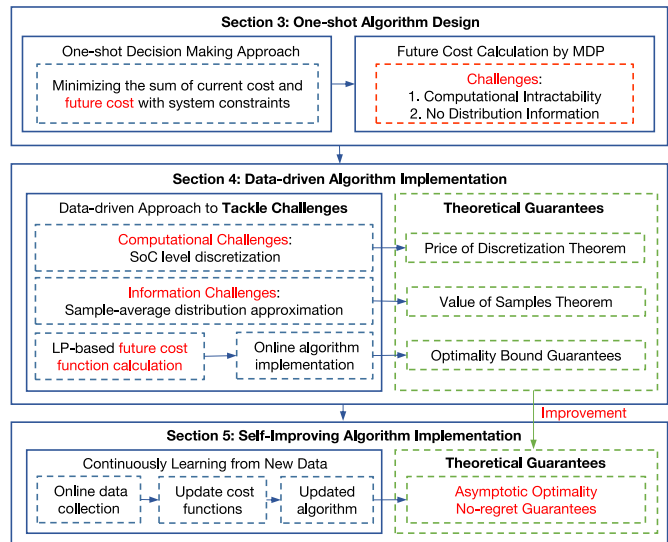 Section 3: One-shot Algorithm Design
One-shot Decision Making Approach
Minimizing the sum of current cost and
future cost with system constraints
Future Cost Calculation by MDP
Challenges:
1. Computational Intractability
2. No Distribution Information
Section 4: Data-driven Algorithm Implementation
Data-driven Approach to Tackle Challenges
Computational Challenges:
SoC level discretization
Information Challenges:
Sample-average distribution approximation
LP-based future cost
function calculation
Online algorithm
implementation
Theoretical Guarantees
Price of Discretization Theorem
Value of Samples Theorem
Optimality Bound Guarantees
Improvement
Section 5: Self-Improving Algorithm Implementation
Continuously Learning from New Data
Online data
collection
Update cost
functions
Updated
algorithm
Theoretical Guarantees
Asymptotic Optimality
No-regret Guarantees